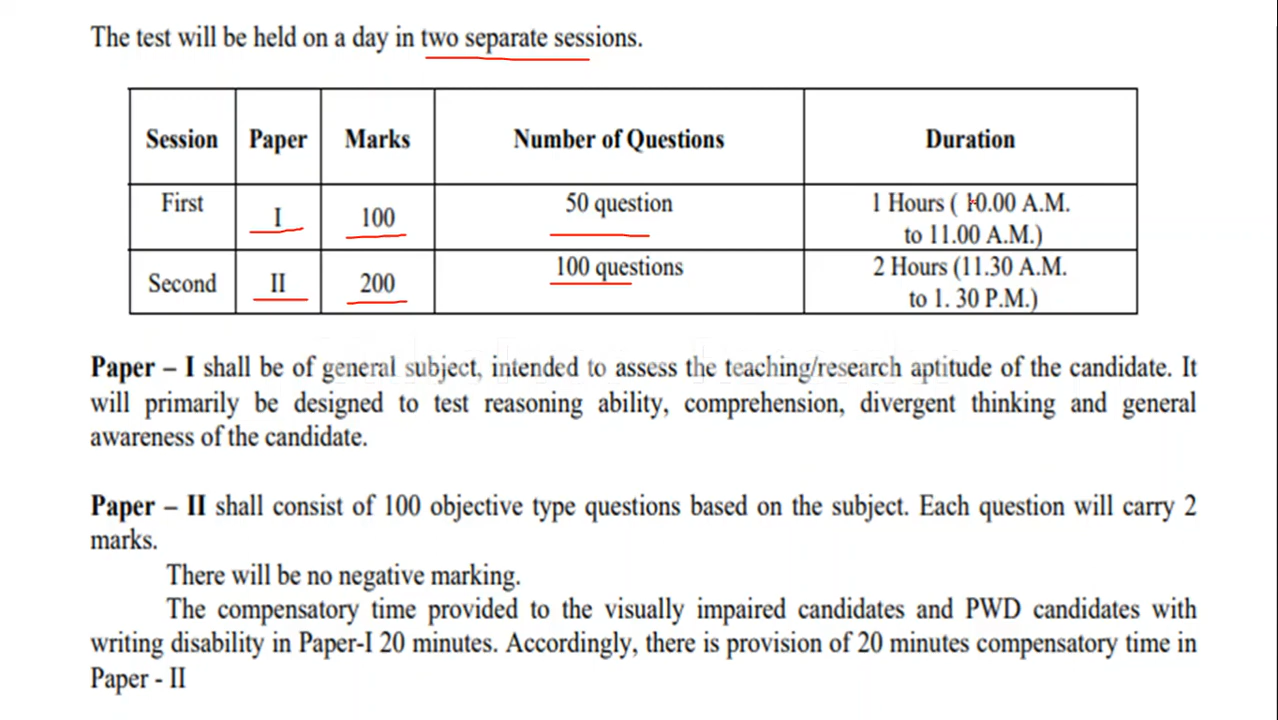 The test will be held on a day in two separate sessions.
Session Paper Marks Number of Questions Duration
First I 100 50 question 1 Hours ( 10.00 A.M.
to 11.00 A.M.)
Second II 200 100 questions 2 Hours (11.30 A.M.
to 1. 30 P.M.)
Paper – I shall be of general subject, intended to assess the teaching/research aptitude of the candidate. It
will primarily be designed to test reasoning ability, comprehension, divergent thinking and general
awareness of the candidate.
Paper – II shall consist of 100 objective type questions based on the subject. Each question will carry 2
marks.
There will be no negative marking.
The compensatory time provided to the visually impaired candidates and PWD candidates with
writing disability in Paper-I 20 minutes. Accordingly, there is provision of 20 minutes compensatory time in
Paper - II